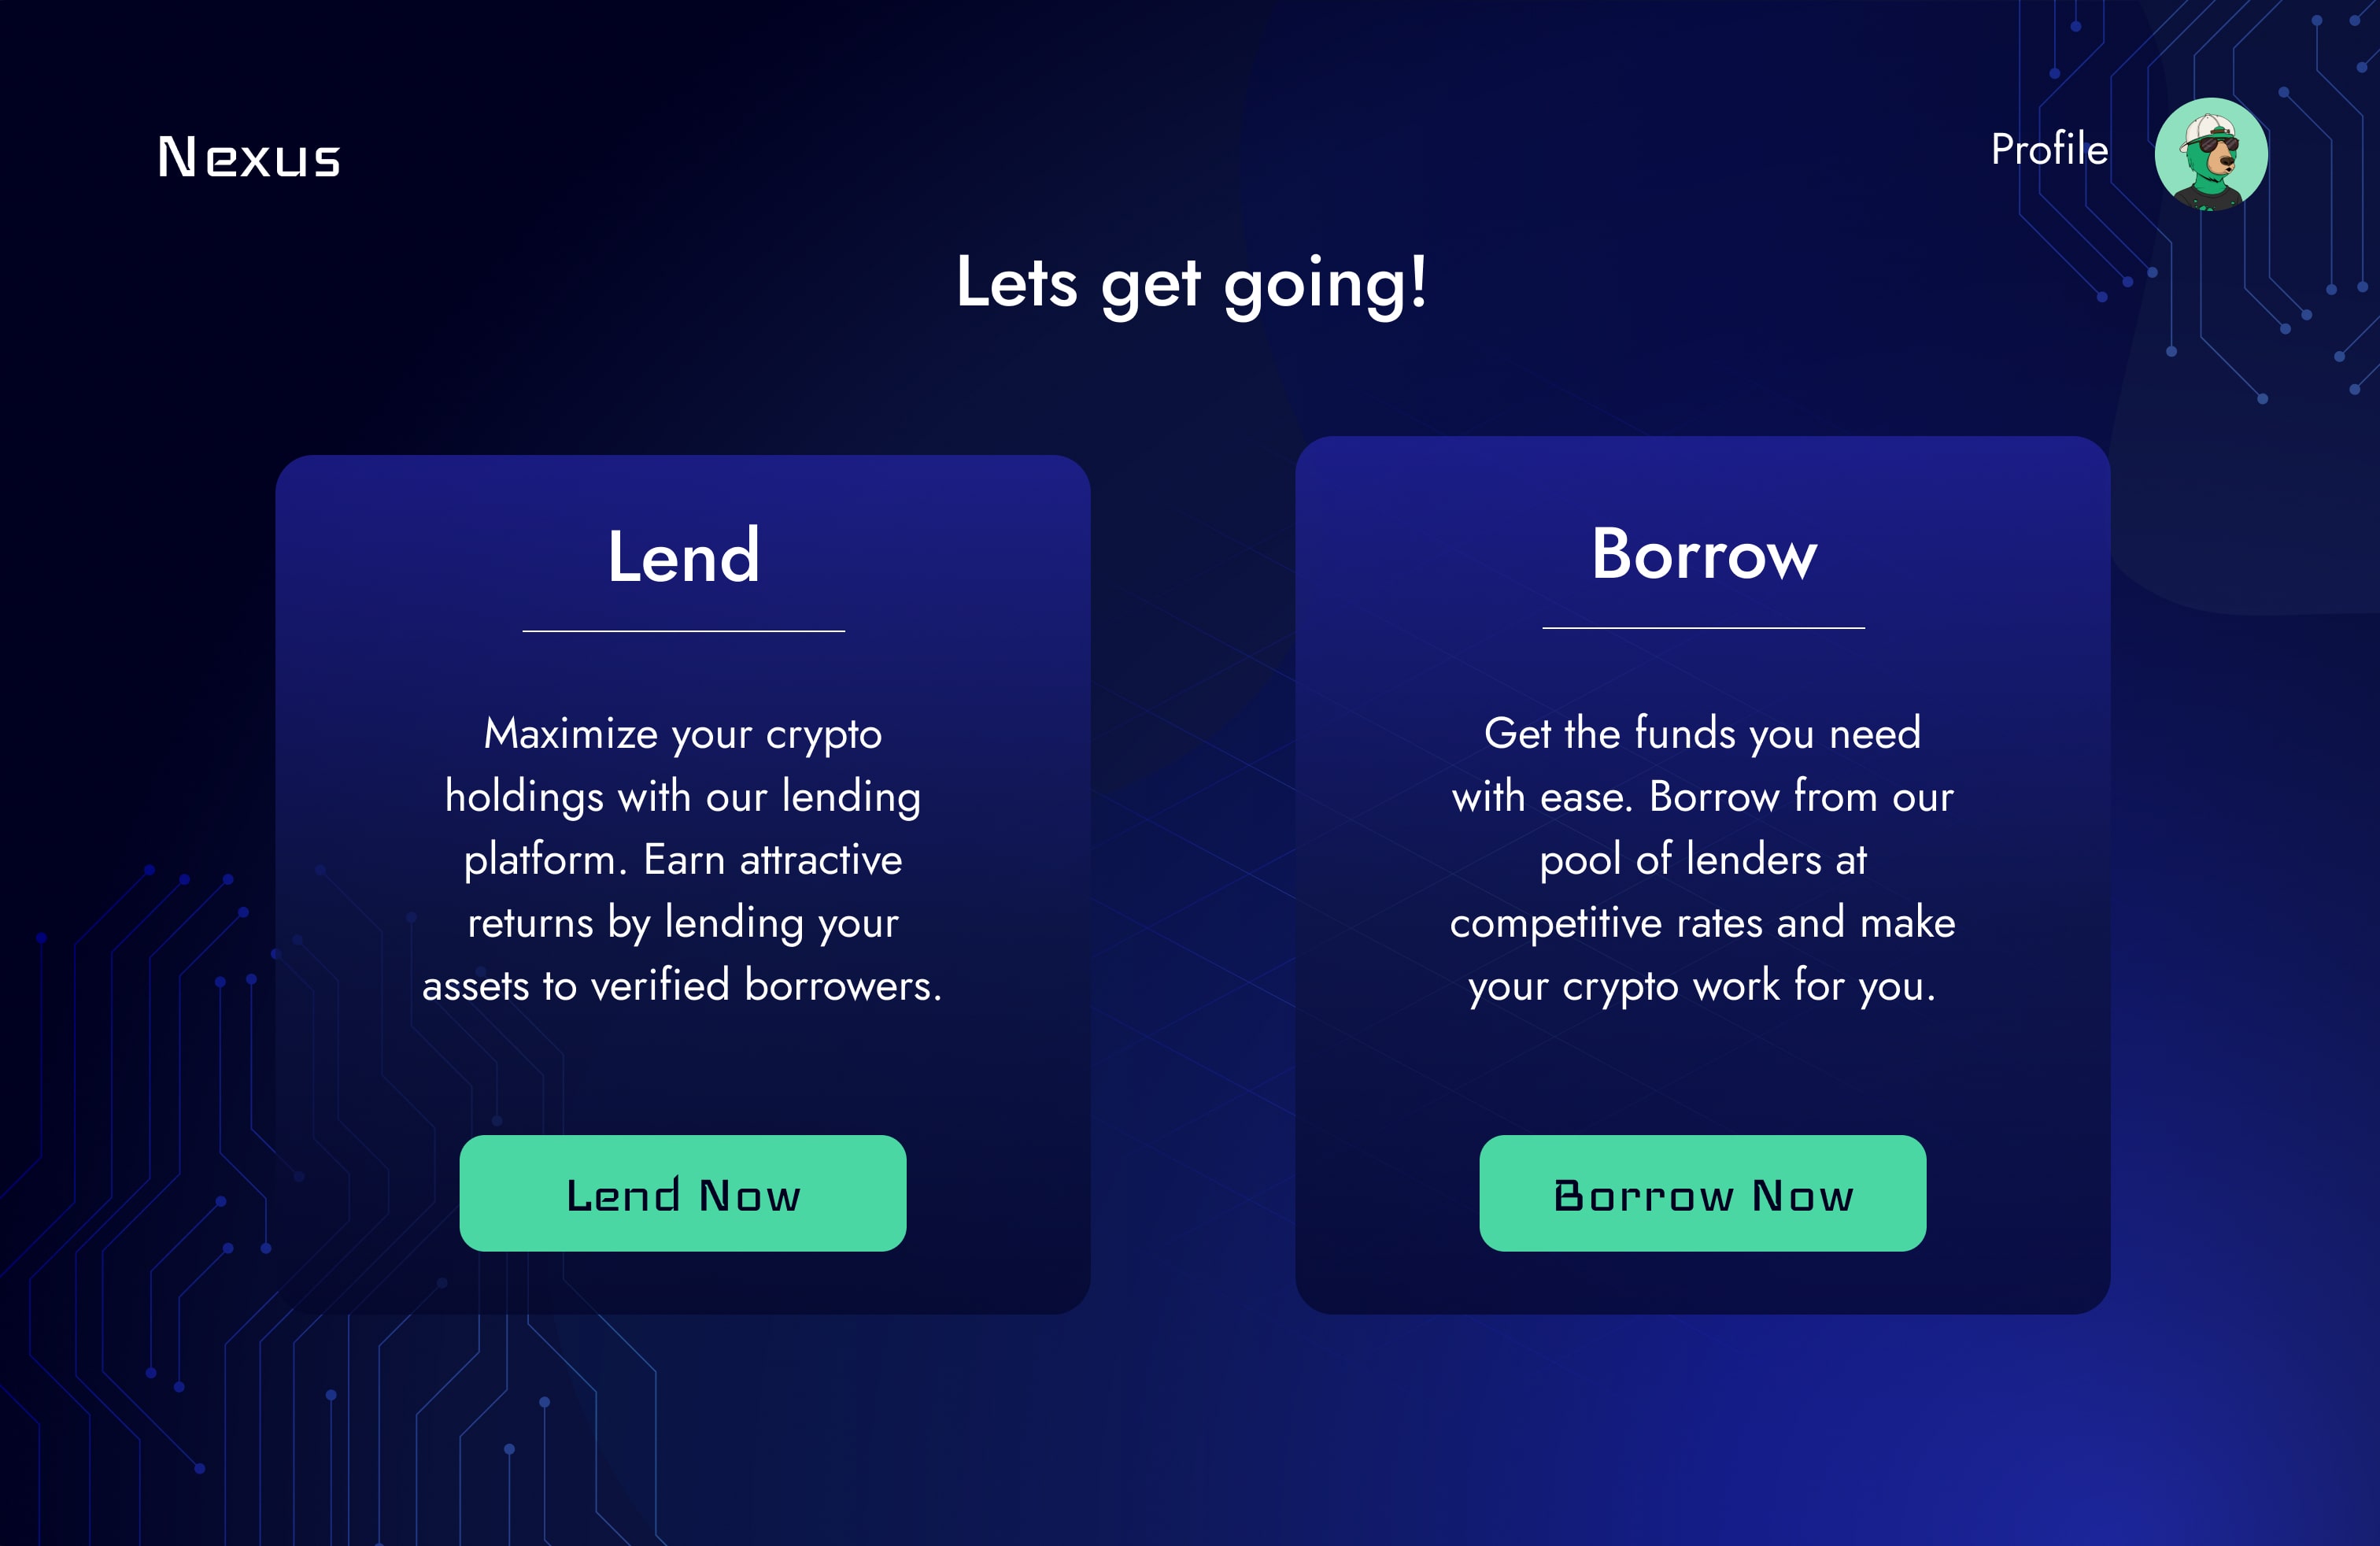 Nexus
Profile
Lets get going!
Lend
Maximize your crypto
holdings with our lending
platform. Earn attractive
returns by lending your
assets to verified borrowers.
Lend Now
Borrow
Get the funds you need
with ease. Borrow from our
pool of lenders at
competitive rates and make
your crypto work for you.
Borrow Now